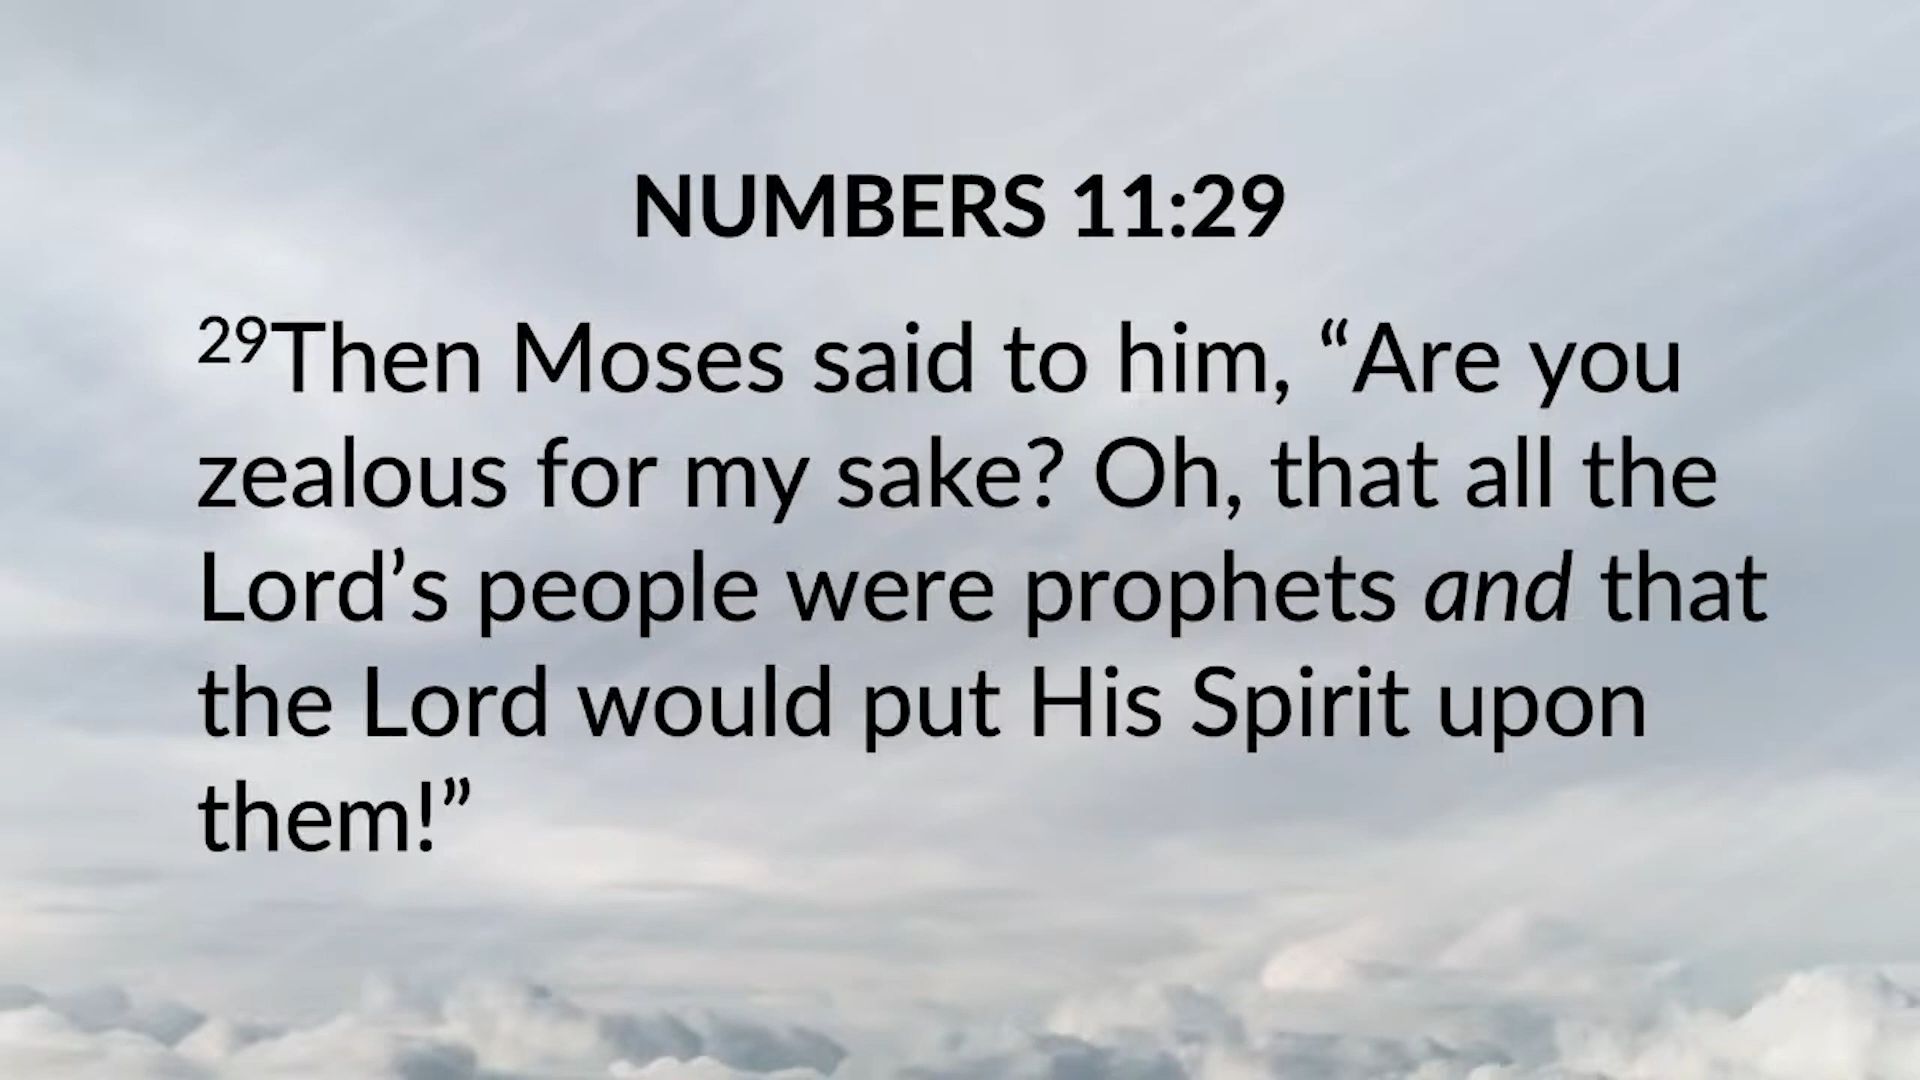 NUMBERS 11:29
29Then Moses said to him, “Are you
zealous for my sake? Oh, that all the
Lord’s people were prophets and that
the Lord would put His Spirit upon
them!”